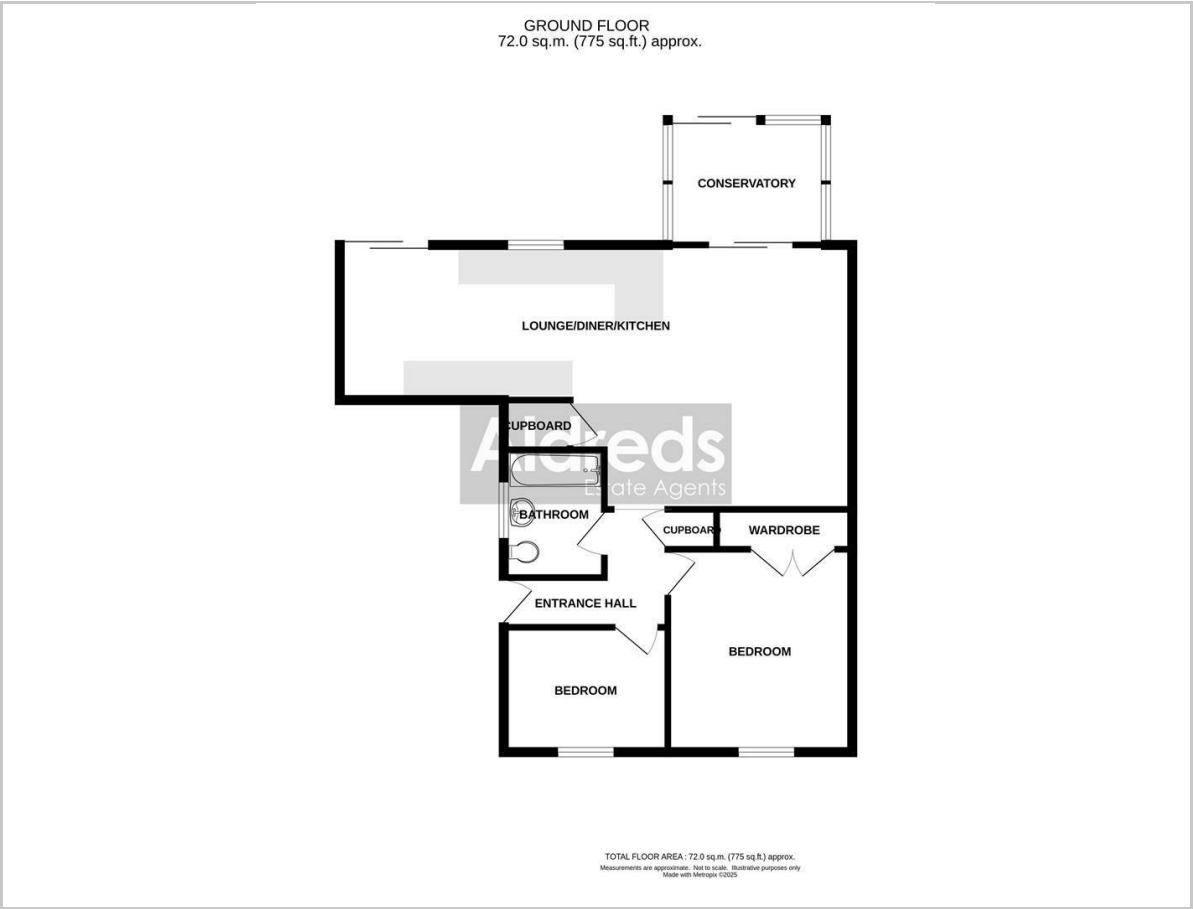 GROUND FLOOR
72.0 sq.m. (775 sq.ft.) approx.
CONSERVATORY
LOUNGE/DINER/KITCHEN
CUPBOARD
Aldreds
Estate Agents
BATHROOM
CUPBOARD
WARDROBE
ENTRANCE HALL
BEDROOM
BEDROOM
TOTAL FLOOR AREA : 72.0 sq.m. (775 sq.ft.) approx.
Measurements are approximate. Not to scale. Illustrative purposes only
Made with Metropix ©2025